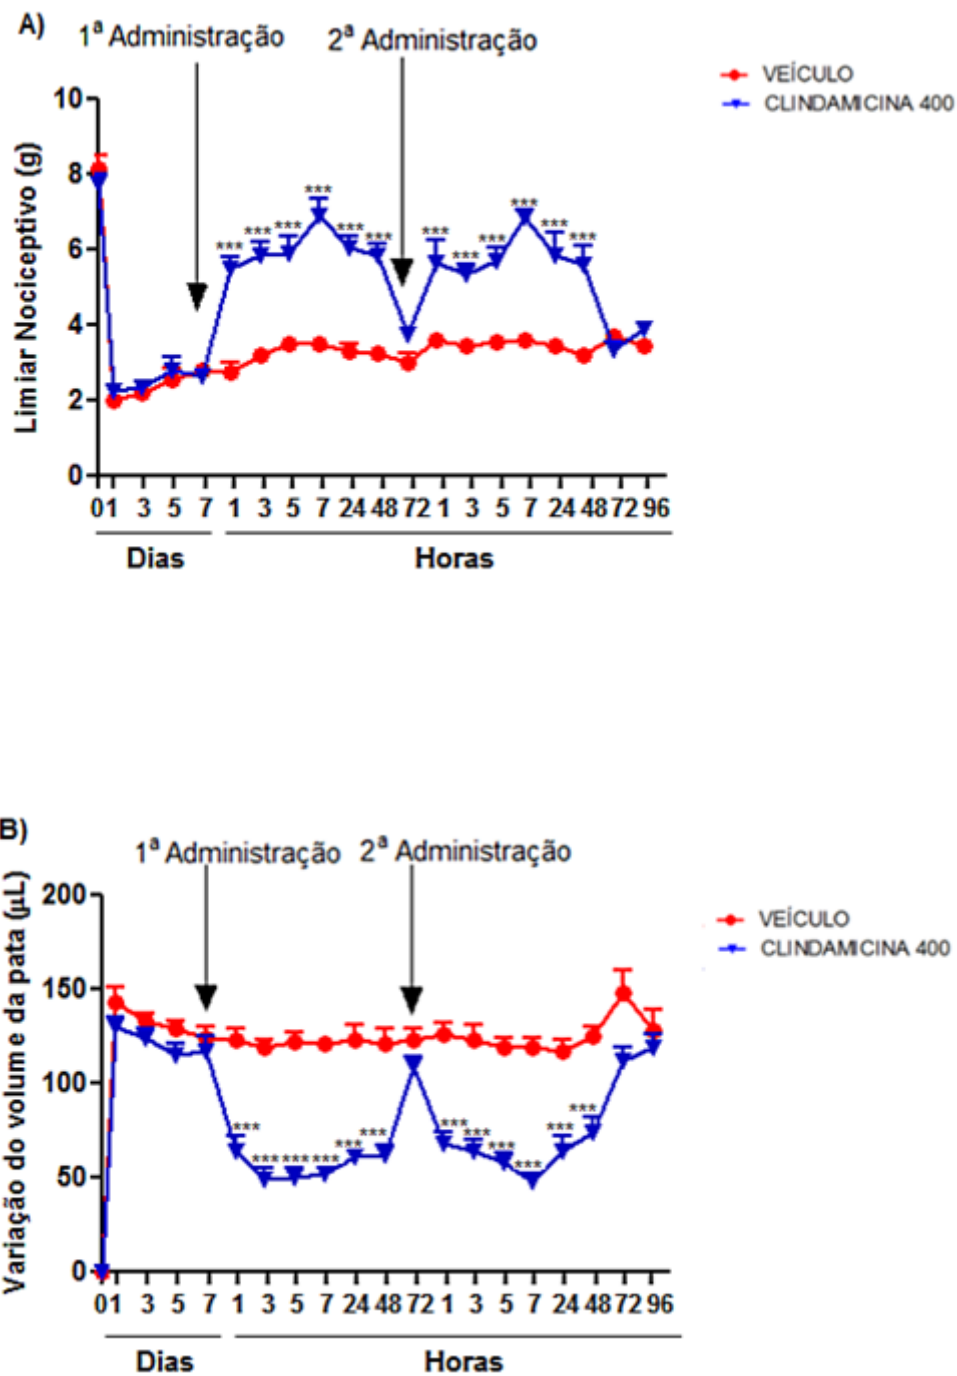 A)
1ª Administração
2ª Administração
VEÍCULO
CLINDAMICINA 400
Limiar Nociceptivo (g)
10
8
6
4
2
0
*** *** *** *** *** *** *** *** *** *** *** ***
01 3 5 7 1 3 5 7 24 48 72 1 3 5 7 24 48 72 96
Dias
Horas
B)
1ª Administração
2ª Administração
VEÍCULO
CLINDAMICINA 400
Variação do volume da pata (µL)
200
150
100
50
0
*** *** *** *** *** *** *** *** *** *** *** ***
01 3 5 7 1 3 5 7 24 48 72 1 3 5 7 24 48 72 96
Dias
Horas